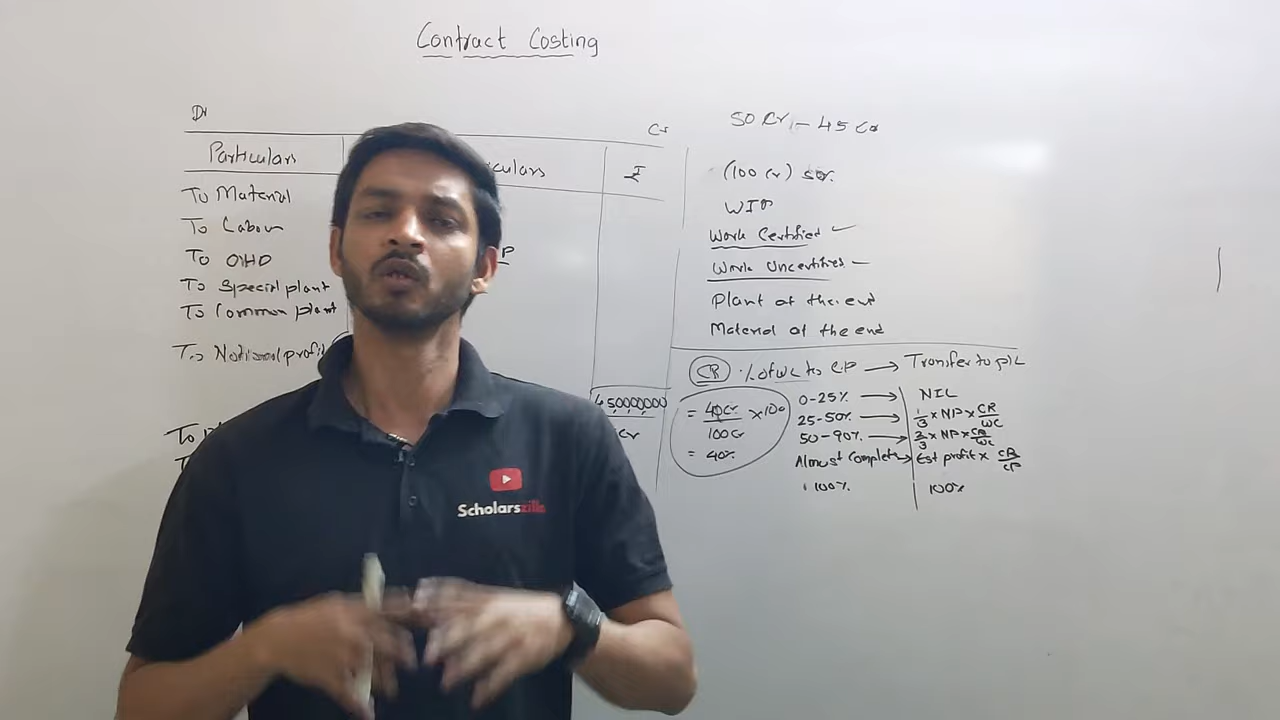 Contract Costing
Dr
Cr
Particulars
iculars
₹
To Material
To Labour
To OHD
P
To Special plant
To Common plant
To Notional profit
450000000
Cr
50 Cr - 45 Cr
(100 Cr)
WIP
Work Certified
Work Uncertified
Plant at the end
Material at the end
% of WC to CP → Transfer to P/L
= 40Cr × 100
100Cr
= 40%
0-25% → NIL
25-50% → 1/3 × NP × CR/WC
50-90% → 2/3 × NP × CR/WC
Almost Complete → Est profit × CR/CP
100% 100%
Scholarszilla